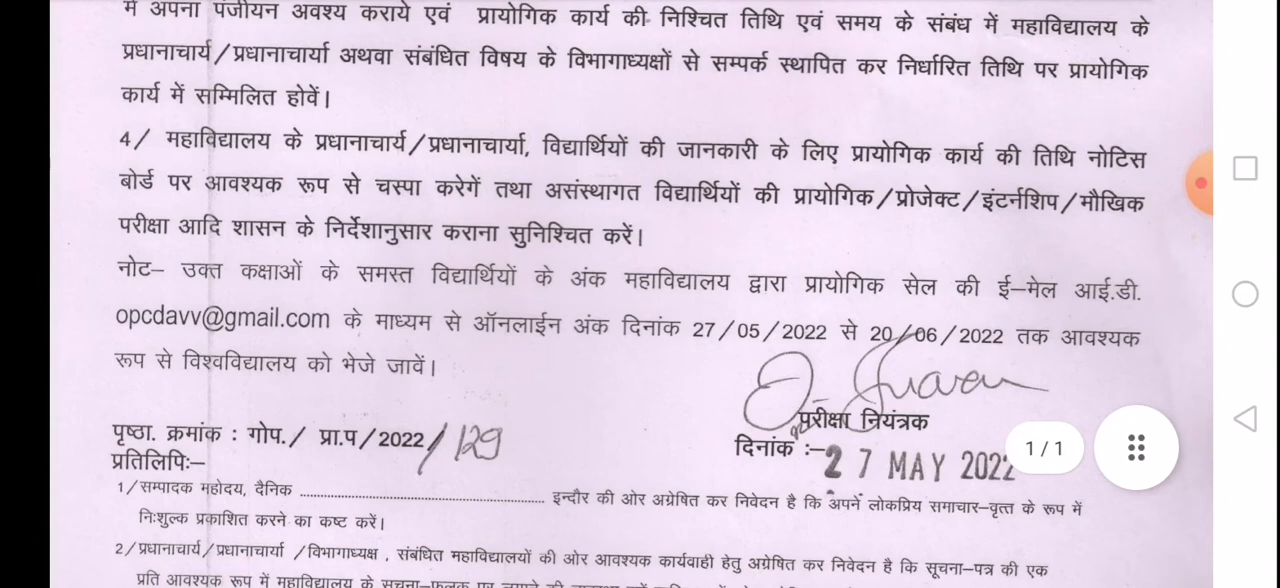 में अपना पंजीयन अवश्य कराये एवं प्रायोगिक कार्य की निश्चित तिथि एवं समय के संबंध में महाविद्यालय के
प्रधानाचार्य/प्रधानाचार्या अथवा संबंधित विषय के विभागाध्यक्षों से सम्पर्क स्थापित कर निर्धारित तिथि पर प्रायोगिक
कार्य में सम्मिलित होवें।
4/ महाविद्यालय के प्रधानाचार्य/प्रधानाचार्या, विद्यार्थियों की जानकारी के लिए प्रायोगिक कार्य की तिथि नोटिस
बोर्ड पर आवश्यक रूप से चस्पा करेगें तथा असंस्थागत विद्यार्थियों की प्रायोगिक/प्रोजेक्ट/इंटर्नशिप/मौखिक
परीक्षा आदि शासन के निर्देशानुसार कराना सुनिश्चित करें।
नोट– उक्त कक्षाओं के समस्त विद्यार्थियों के अंक महाविद्यालय द्वारा प्रायोगिक सेल की ई–मेल आई.डी.
opcdavv@gmail.com के माध्यम से ऑनलाईन अंक दिनांक 27/05/2022 से 20/06/2022 तक आवश्यक
रूप से विश्वविद्यालय को भेजे जावें।
परीक्षा नियंत्रक
पृष्ठा. क्रमांक : गोप./ प्रा.प/2022/129
दिनांक :–27 MAY 2022
1/1
प्रतिलिपिः–
1/सम्पादक महोदय, दैनिक ........................................................ इन्दौर की ओर अग्रेषित कर निवेदन है कि अपने लोकप्रिय समाचार–वृत्त के रूप में
निःशुल्क प्रकाशित करने का कष्ट करें।
2/प्रधानाचार्य/प्रधानाचार्या /विभागाध्यक्ष , संबंधित महाविद्यालयों की ओर आवश्यक कार्यवाही हेतु अग्रेषित कर निवेदन है कि सूचना–पत्र की एक
प्रति आवश्यक रूप में महाविद्यालय के सूचना–फलक पर